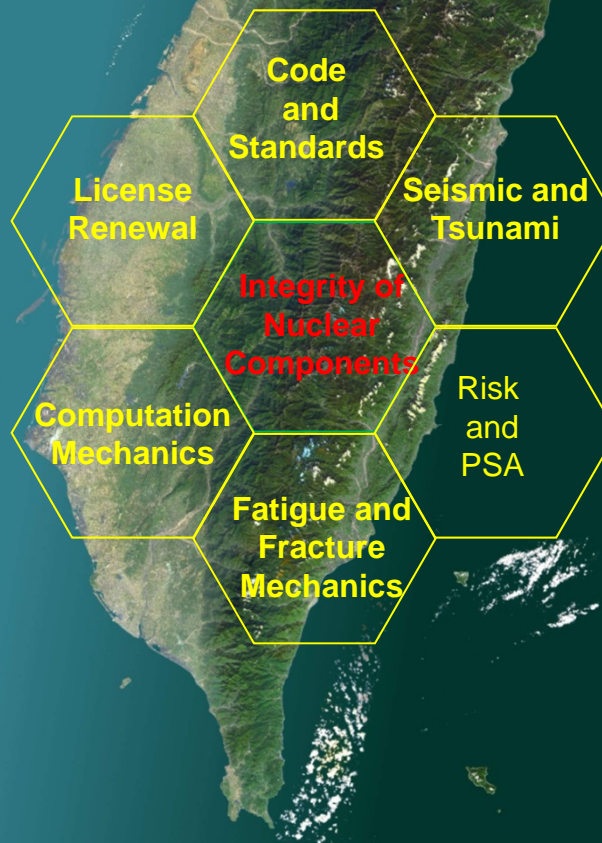 Code
and
Standards
License
Renewal
Seismic and
Tsunami
Integrity of
Nuclear
Components
Computation
Mechanics
Risk
and
PSA
Fatigue and
Fracture
Mechanics